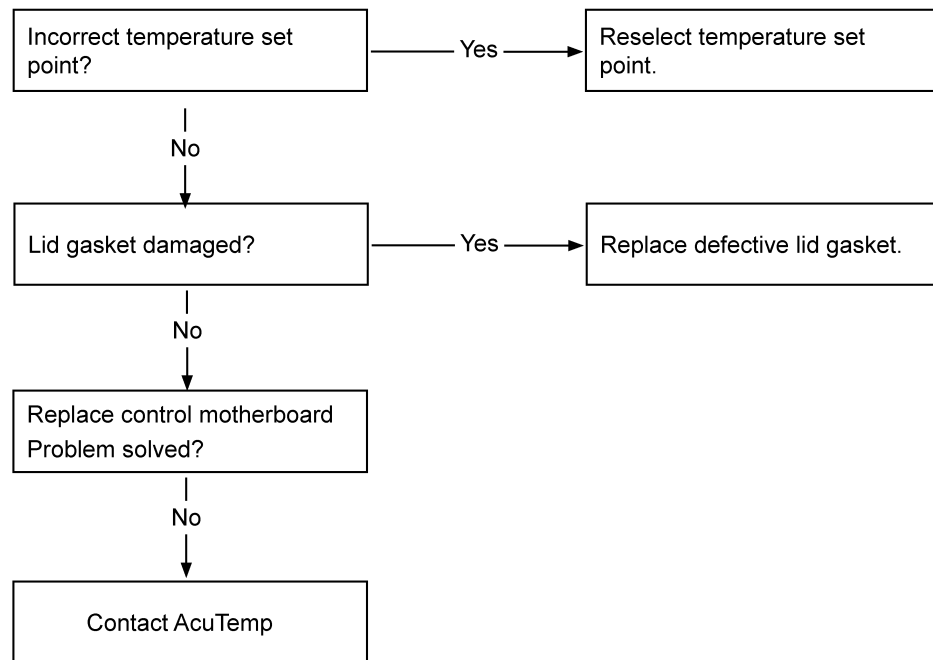 Incorrect temperature set
point?
Yes
Reselect temperature set
point.
No
Lid gasket damaged?
Yes
Replace defective lid gasket.
No
Replace control motherboard
Problem solved?
No
Contact AcuTemp